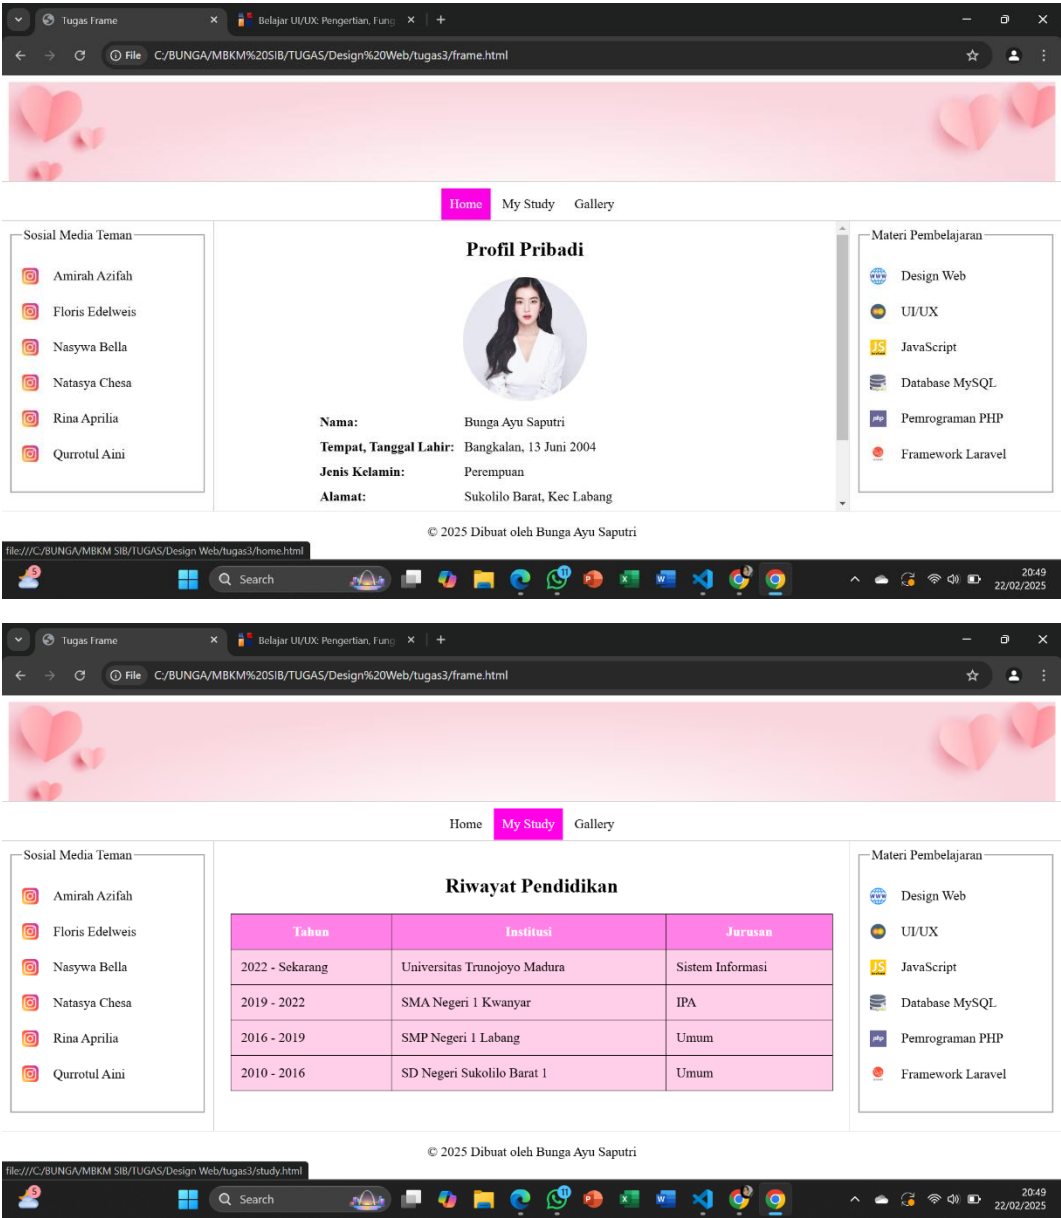 Tugas Frame
Belajar UI/UX: Pengertian, Fung
File C:/BUNGA/MBKM%20SIB/TUGAS/Design%20Web/tugas3/frame.html
Home My Study Gallery
Sosial Media Teman
Amirah Azifah
Floris Edelweis
Nasywa Bella
Natasya Chesa
Rina Aprilia
Qurrotul Aini
Profil Pribadi
Nama: Bunga Ayu Saputri
Tempat, Tanggal Lahir: Bangkalan, 13 Juni 2004
Jenis Kelamin: Perempuan
Alamat: Sukolilo Barat, Kec Labang
Materi Pembelajaran
Design Web
UI/UX
JavaScript
Database MySQL
Pemrograman PHP
Framework Laravel
© 2025 Dibuat oleh Bunga Ayu Saputri
file:///C:/BUNGA/MBKM SIB/TUGAS/Design Web/tugas3/home.html
5
Search
11
20:49
22/02/2025
Tugas Frame
Belajar UI/UX: Pengertian, Fung
File C:/BUNGA/MBKM%20SIB/TUGAS/Design%20Web/tugas3/frame.html
Home My Study Gallery
Sosial Media Teman
Amirah Azifah
Floris Edelweis
Nasywa Bella
Natasya Chesa
Rina Aprilia
Qurrotul Aini
Riwayat Pendidikan
Tahun Institusi Jurusan
2022 - Sekarang Universitas Trunojoyo Madura Sistem Informasi
2019 - 2022 SMA Negeri 1 Kwanyar IPA
2016 - 2019 SMP Negeri 1 Labang Umum
2010 - 2016 SD Negeri Sukolilo Barat 1 Umum
Materi Pembelajaran
Design Web
UI/UX
JavaScript
Database MySQL
Pemrograman PHP
Framework Laravel
© 2025 Dibuat oleh Bunga Ayu Saputri
file:///C:/BUNGA/MBKM SIB/TUGAS/Design Web/tugas3/study.html
5
Search
11
20:49
22/02/2025